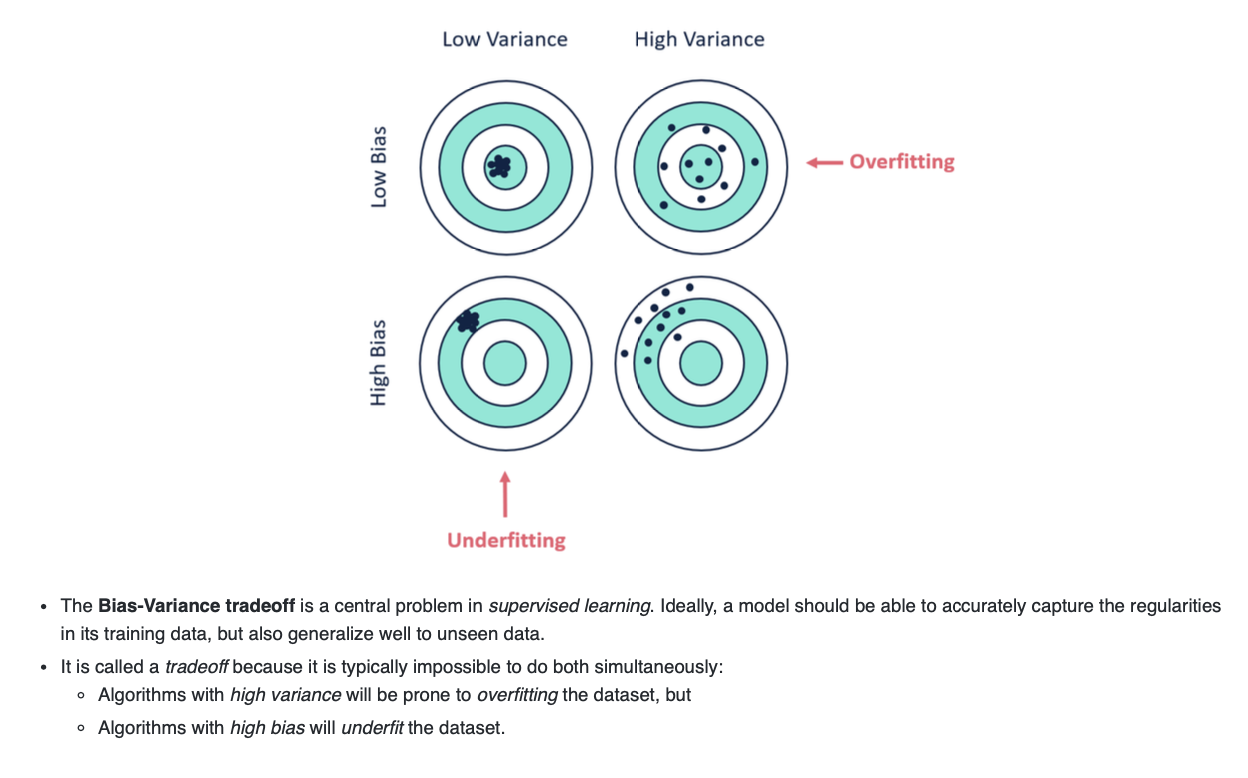 Low Variance
High Variance
Low Bias
Overfitting
High Bias
Underfitting
• The Bias-Variance tradeoff is a central problem in supervised learning. Ideally, a model should be able to accurately capture the regularities
in its training data, but also generalize well to unseen data.
• It is called a tradeoff because it is typically impossible to do both simultaneously:
◦ Algorithms with high variance will be prone to overfitting the dataset, but
◦ Algorithms with high bias will underfit the dataset.